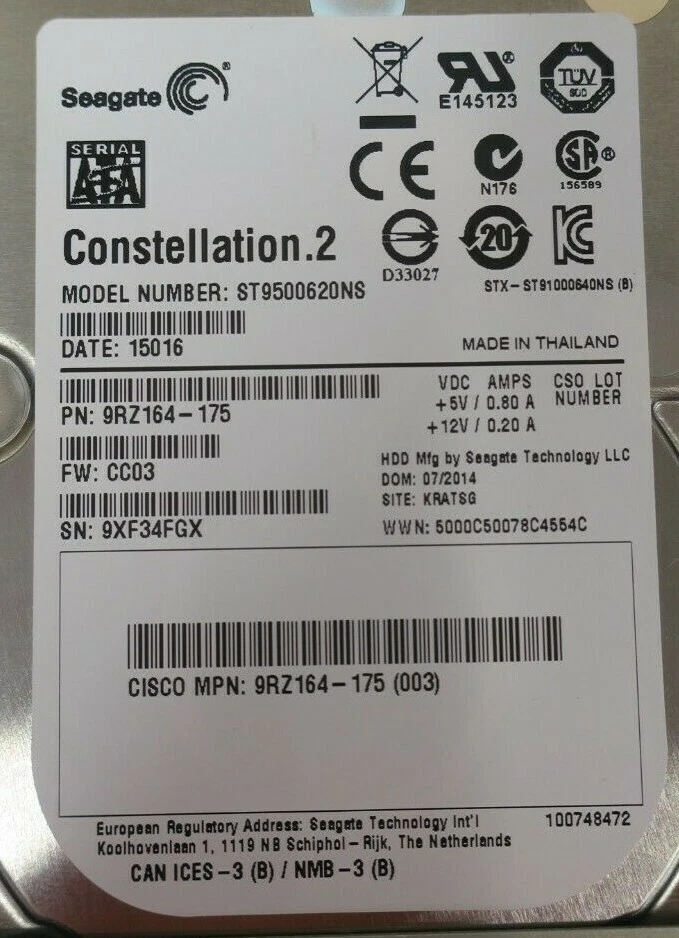 Seagate
E145123
TÜV
SÜD
SERIAL
ATA
CE
N176
SA
156589
Constellation.2
D33027
20
STX-ST91000640NS (B)
MODEL NUMBER: ST9500620NS
DATE: 15016
MADE IN THAILAND
VDC AMPS CSO LOT
+5V / 0.80 A NUMBER
PN: 9RZ164-175
+12V / 0.20 A
HDD Mfg by Seagate Technology LLC
FW: CC03
DOM: 07/2014
SITE: KRATSG
SN: 9XF34FGX
WWN: 5000C50078C4554C
CISCO MPN: 9RZ164-175 (003)
European Regulatory Address: Seagate Technology Int'l
100748472
Koolhovenlaan 1, 1119 NB Schiphol-Rijk, The Netherlands
CAN ICES-3 (B) / NMB-3 (B)